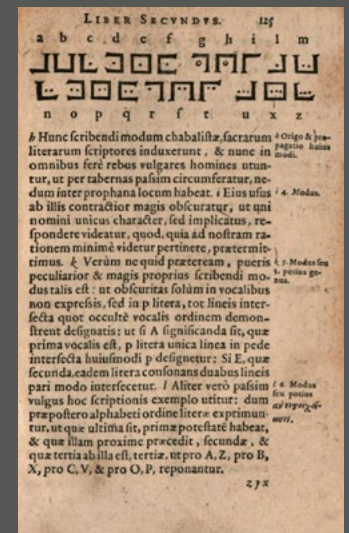 LIBER SECVNDVS. 125
a b c d e f g h i l m
n o p q r s t u x z
h Hunc scribendi modum chabalistæ, sacrarum
literarum scriptores induxerunt, & nunc in
omnibus ferè rebus vulgares homines utun-
tur, ut per tabernas passim circumferatur, ne-
dum inter prophana locum habeat. i Eius usus
ab illis contractior magis obscuratur, ut uni
nomini unicus character, sed implicatus, re-
spondere videatur, quod, quia ad nostram ra-
tionem minimè videtur pertinere, prætermit-
timus. k Verùm ne quid præteream, pueris
peculiarior & magis proprius scribendi mo-
dus talis est: ut obscuritas solùm in vocalibus
non expressis, sed in p litera, tot lineis inter-
secta quot occultè vocalis ordinem demon-
strent designatis: ut si A significanda sit, quæ
prima vocalis est, p litera unica linea in pede
intersecta huiusmodi p designetur: Si E, quæ
secunda, eadem litera consonans duabus lineis
pari modo intersecetur. l Aliter verò passim
vulgus hoc scriptionis exemplo utitur: dum
præpostero alphabeti ordine literæ exprimun-
tur, ut quæ ultima sit, primæ potestatē habeat,
& quæ illam proxime præcedit, secundæ, &
quæ tertia ab illa est, tertiæ, ut pro A, Z, pro B,
X, pro C, V, & pro O, P, reponantur.
zyx
h Origo & pro-
pagatio huius
modi.
i 4. Modus.
k 5. Modus seu
potius ge-
nus.
l 6. Modus
seu potius